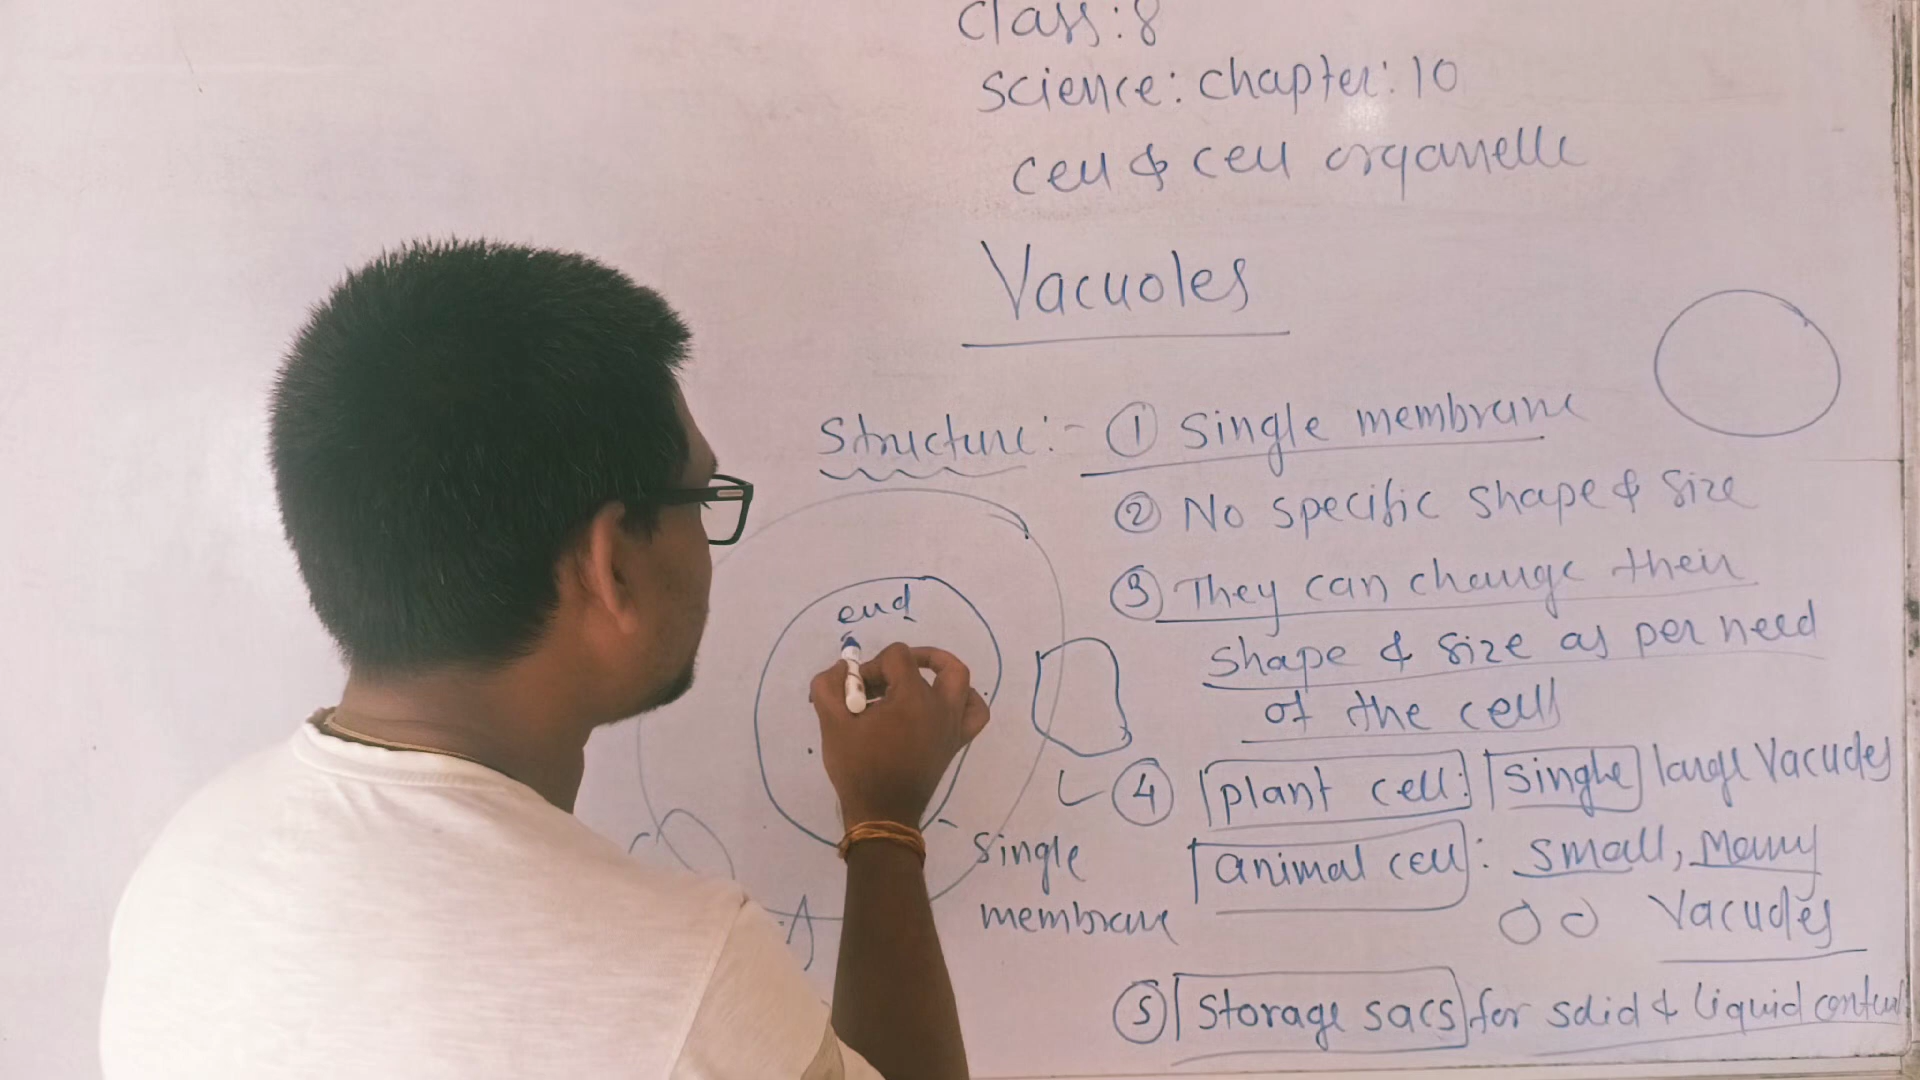 Class: 8
Science: Chapter: 10
Cell & Cell organelle
Vacuoles
Structure:- ① Single membrane
② No specific shape & size
③ They can change their
shape & size as per need
of the cell
④ plant cell: Single large Vacuoles
animal cell: small, Many
Vacuoles
⑤ Storage sacs for solid & liquid content
end
Single
membrane